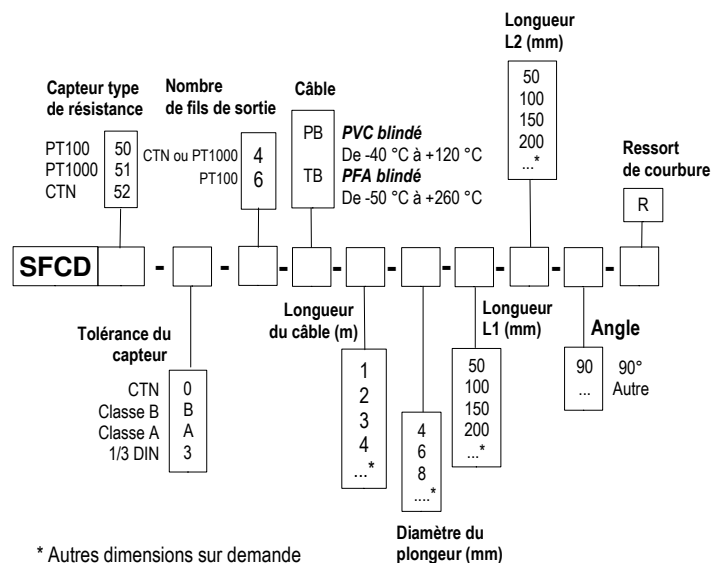 Longueur
L2 (mm)
50
100
150
200
...*
Capteur type
de résistance
PT100 50
PT1000 51
CTN 52
Nombre
de fils de sortie
CTN ou PT1000 4
PT100 6
Câble
PB PVC blindé
De -40 °C à +120 °C
TB PFA blindé
De -50 °C à +260 °C
Ressort
de courbure
R
SFCD - - - - - - - - -
Tolérance du
capteur
CTN 0
Classe B B
Classe A A
1/3 DIN 3
Longueur
du câble (m)
1
2
3
4
...*
4
6
8
....*
Diamètre du
plongeur (mm)
Longueur
L1 (mm)
50
100
150
200
...*
Angle
90 90°
... Autre
* Autres dimensions sur demande